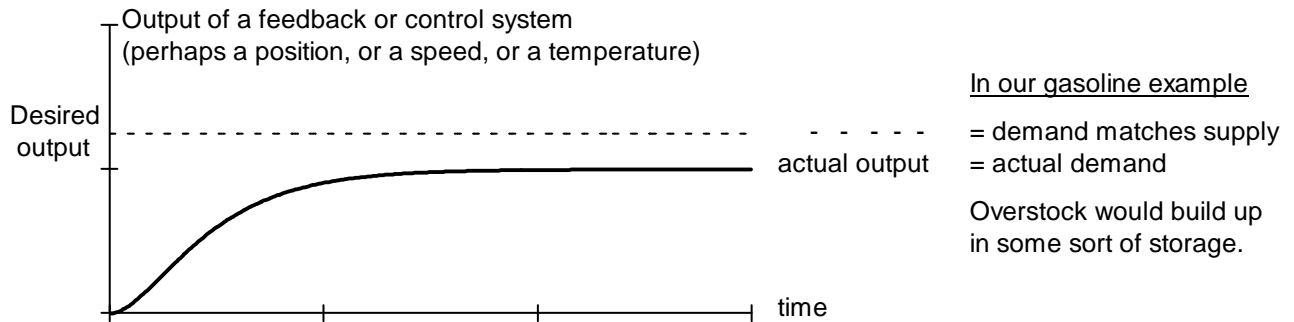 Output of a feedback or control system
(perhaps a position, or a speed, or a temperature)
Desired
output
actual output
time
In our gasoline example
= demand matches supply
= actual demand
Overstock would build up
in some sort of storage.